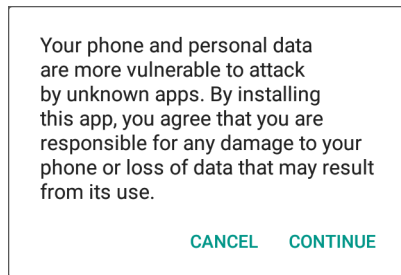 Your phone and personal data
are more vulnerable to attack
by unknown apps. By installing
this app, you agree that you are
responsible for any damage to your
phone or loss of data that may result
from its use.
CANCEL CONTINUE